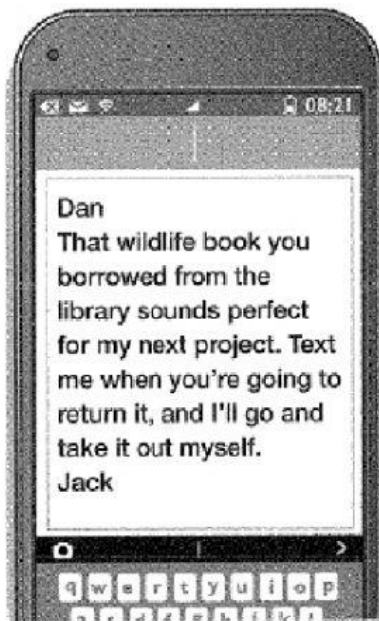 08:21
Dan
That wildlife book you
borrowed from the
library sounds perfect
for my next project. Text
me when you're going to
return it, and I'll go and
take it out myself.
Jack
q w e r t y u i o p
a s d f g h j k l